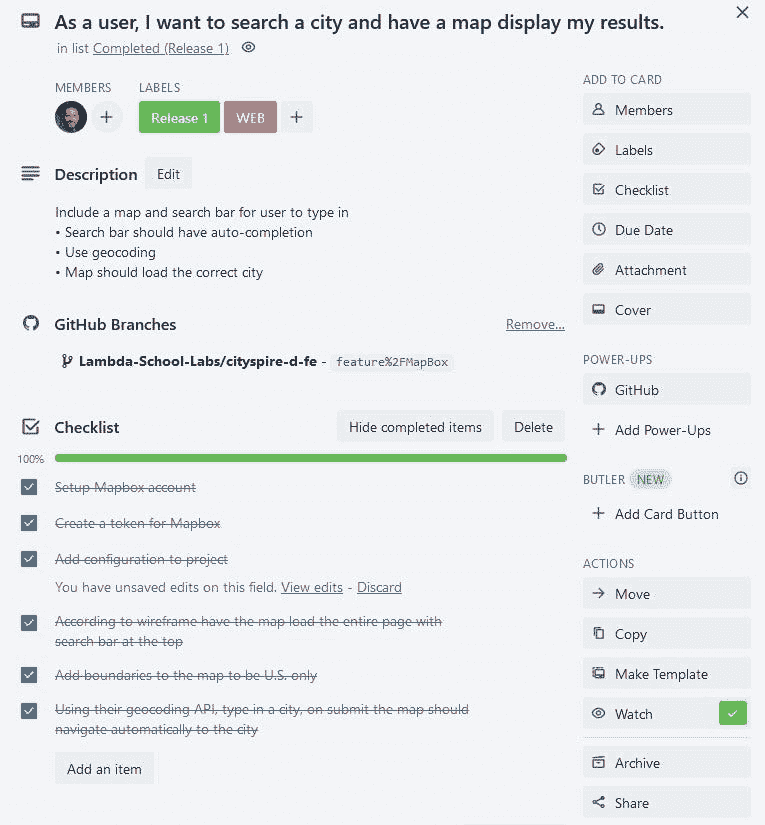 As a user, I want to search a city and have a map display my results.
in list Completed (Release 1)
MEMBERS
LABELS
Release 1
WEB
Description
Edit
Include a map and search bar for user to type in
• Search bar should have auto-completion
• Use geocoding
• Map should load the correct city
GitHub Branches
Remove...
Lambda-School-Labs/cityspire-d-fe - feature%2FMapBox
Checklist
Hide completed items
Delete
100%
Setup Mapbox account
Create a token for Mapbox
Add configuration to project
You have unsaved edits on this field. View edits - Discard
According to wireframe have the map load the entire page with
search bar at the top
Add boundaries to the map to be U.S. only
Using their geocoding API, type in a city, on submit the map should
navigate automatically to the city
Add an item
ADD TO CARD
Members
Labels
Checklist
Due Date
Attachment
Cover
POWER-UPS
GitHub
Add Power-Ups
BUTLER NEW
Add Card Button
ACTIONS
Move
Copy
Make Template
Watch
Archive
Share